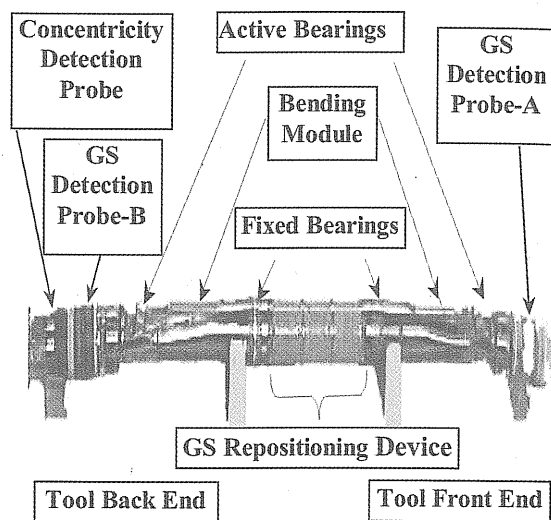 Concentricity
Detection
Probe
Active Bearings
GS
Detection
Probe-A
Bending
Module
GS
Detection
Probe-B
Fixed Bearings
GS Repositioning Device
Tool Back End
Tool Front End